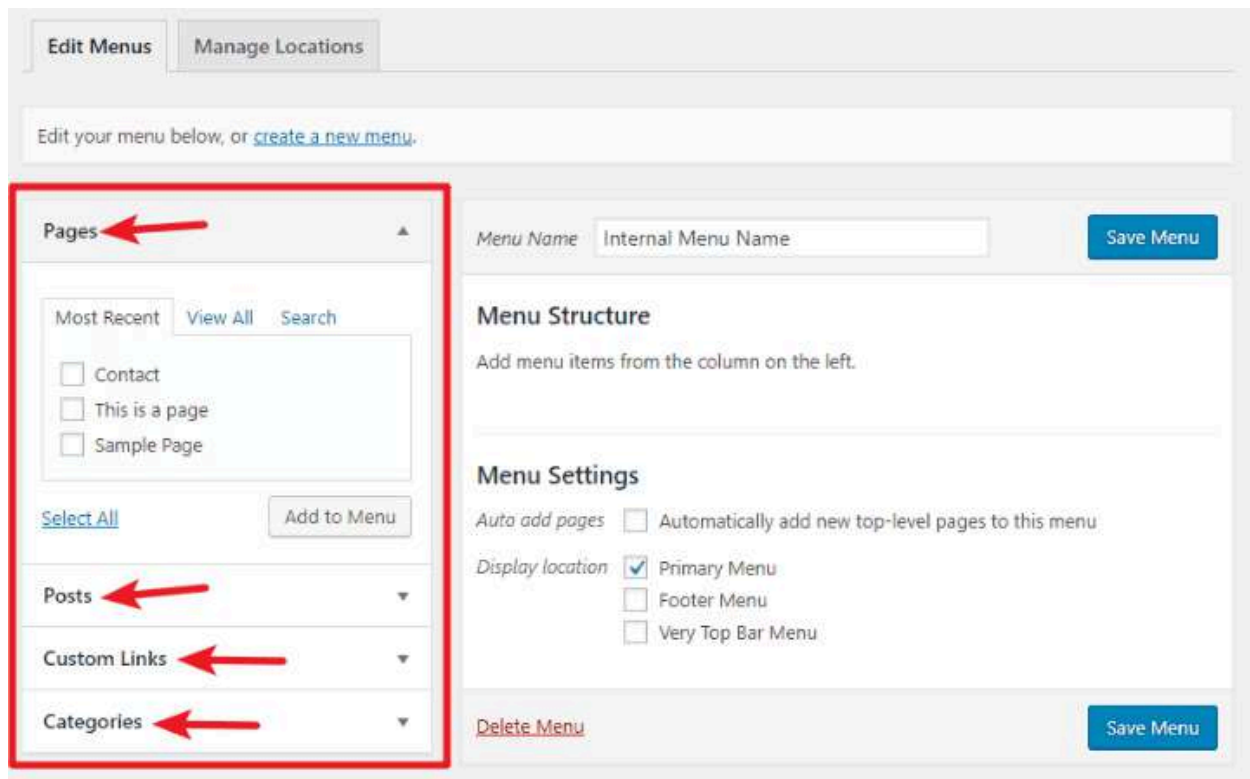 Edit Menus
Manage Locations
Edit your menu below, or create a new menu.
Pages
Most Recent View All Search
Contact
This is a page
Sample Page
Select All Add to Menu
Posts
Custom Links
Categories
Menu Name Internal Menu Name Save Menu
Menu Structure
Add menu items from the column on the left.
Menu Settings
Auto add pages Automatically add new top-level pages to this menu
Display location Primary Menu
Footer Menu
Very Top Bar Menu
Delete Menu Save Menu